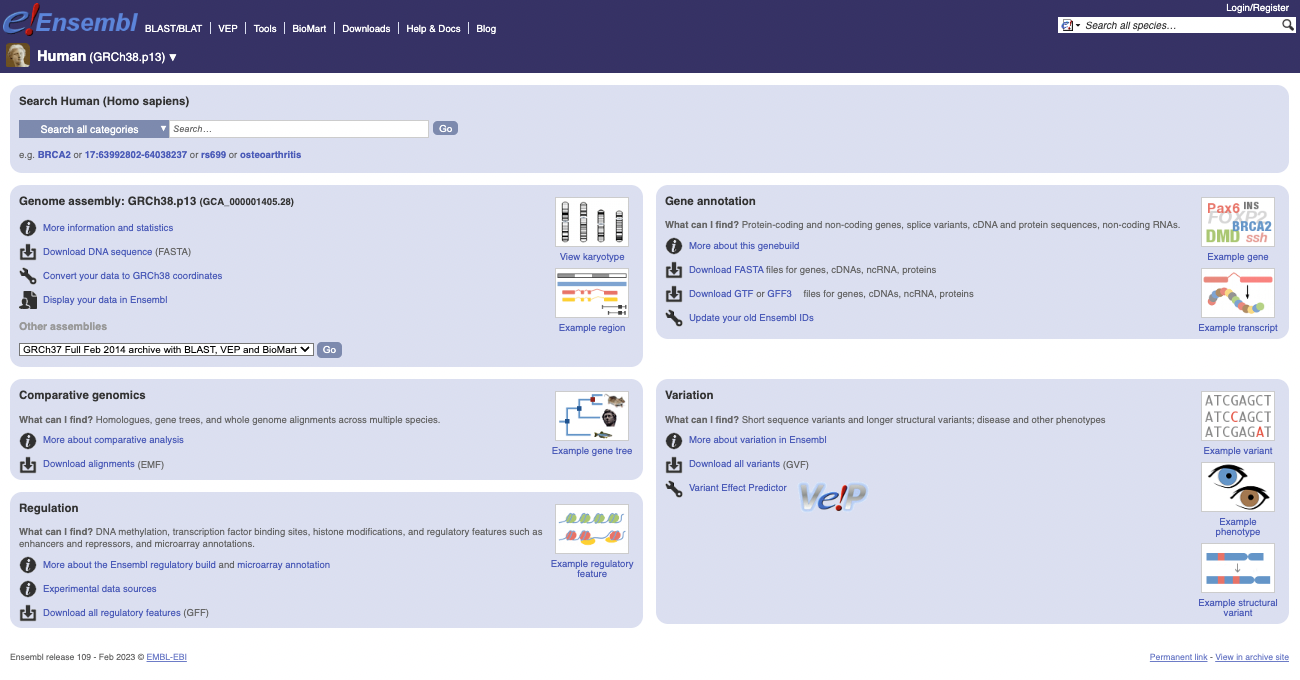 Login/Register
e!Ensembl
BLAST/BLAT | VEP | Tools | BioMart | Downloads | Help & Docs | Blog
Search all species…
Human (GRCh38.p13) ▼
Search Human (Homo sapiens)
Search all categories ▼ Search… Go
e.g. BRCA2 or 17:63992802-64038237 or rs699 or osteoarthritis
Genome assembly: GRCh38.p13 (GCA_000001405.28)
More information and statistics
Download DNA sequence (FASTA)
Convert your data to GRCh38 coordinates
Display your data in Ensembl
Other assemblies
GRCh37 Full Feb 2014 archive with BLAST, VEP and BioMart Go
View karyotype
Example region
Gene annotation
What can I find? Protein-coding and non-coding genes, splice variants, cDNA and protein sequences, non-coding RNAs.
More about this genebuild
Download FASTA files for genes, cDNAs, ncRNA, proteins
Download GTF or GFF3 files for genes, cDNAs, ncRNA, proteins
Update your old Ensembl IDs
Pax6 INS
FOXP2
BRCA2
DMD ssh
Example gene
Example transcript
Comparative genomics
What can I find? Homologues, gene trees, and whole genome alignments across multiple species.
More about comparative analysis
Download alignments (EMF)
Example gene tree
Variation
What can I find? Short sequence variants and longer structural variants; disease and other phenotypes
More about variation in Ensembl
Download all variants (GVF)
Variant Effect Predictor Ve!P
ATCGAGCT
ATCCAGCT
ATCGAGAT
Example variant
Example
phenotype
Example structural
variant
Regulation
What can I find? DNA methylation, transcription factor binding sites, histone modifications, and regulatory features such as
enhancers and repressors, and microarray annotations.
More about the Ensembl regulatory build and microarray annotation
Experimental data sources
Download all regulatory features (GFF)
Example regulatory
feature
Ensembl release 109 - Feb 2023 © EMBL-EBI
Permanent link - View in archive site